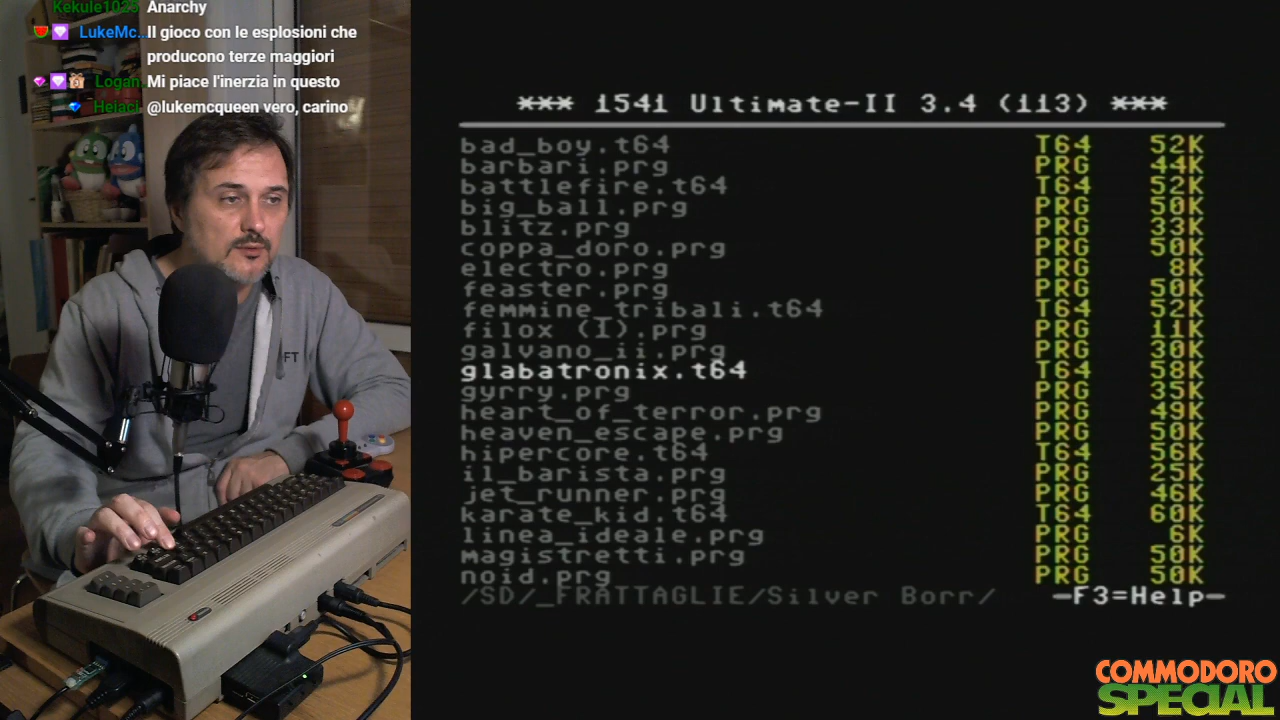 Kekule1025 Anarchy
LukeMc... Il gioco con le esplosioni che
producono terze maggiori
Logan. Mi piace l'inerzia in questo
Heiaci. @lukemcqueen vero, carino
FT
*** 1541 Ultimate-II 3.4 (113) ***
bad_boy.t64 T64 52K
barbari.prg PRG 44K
battlefire.t64 T64 52K
big_ball.prg PRG 50K
blitz.prg PRG 33K
coppa_doro.prg PRG 50K
electro.prg PRG 8K
feaster.prg PRG 50K
femmine_tribali.t64 T64 52K
filox (I).prg PRG 11K
galvano_ii.prg PRG 30K
glabatronix.t64 T64 58K
gyrry.prg PRG 35K
heart_of_terror.prg PRG 49K
heaven_escape.prg PRG 50K
hipercore.t64 T64 56K
il_barista.prg PRG 25K
jet_runner.prg PRG 46K
karate_kid.t64 T64 60K
linea_ideale.prg PRG 6K
magistretti.prg PRG 50K
noid.prg PRG 50K
/SD/_FRATTAGLIE/Silver Borr/ F3=Help
COMMODORO
SPECIAL